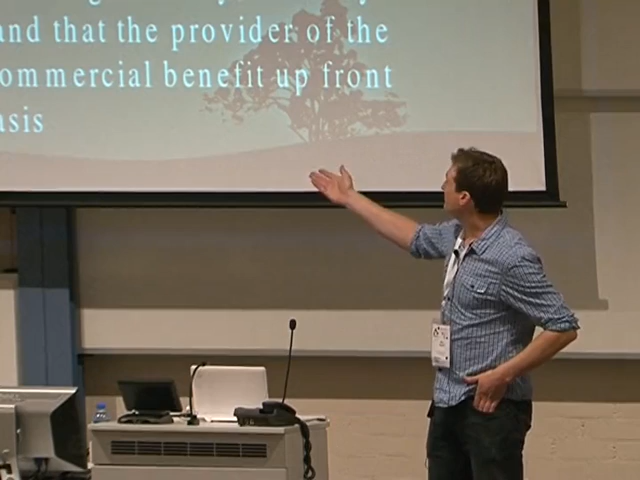 and that the provider of the
ommercial benefit up front
asis